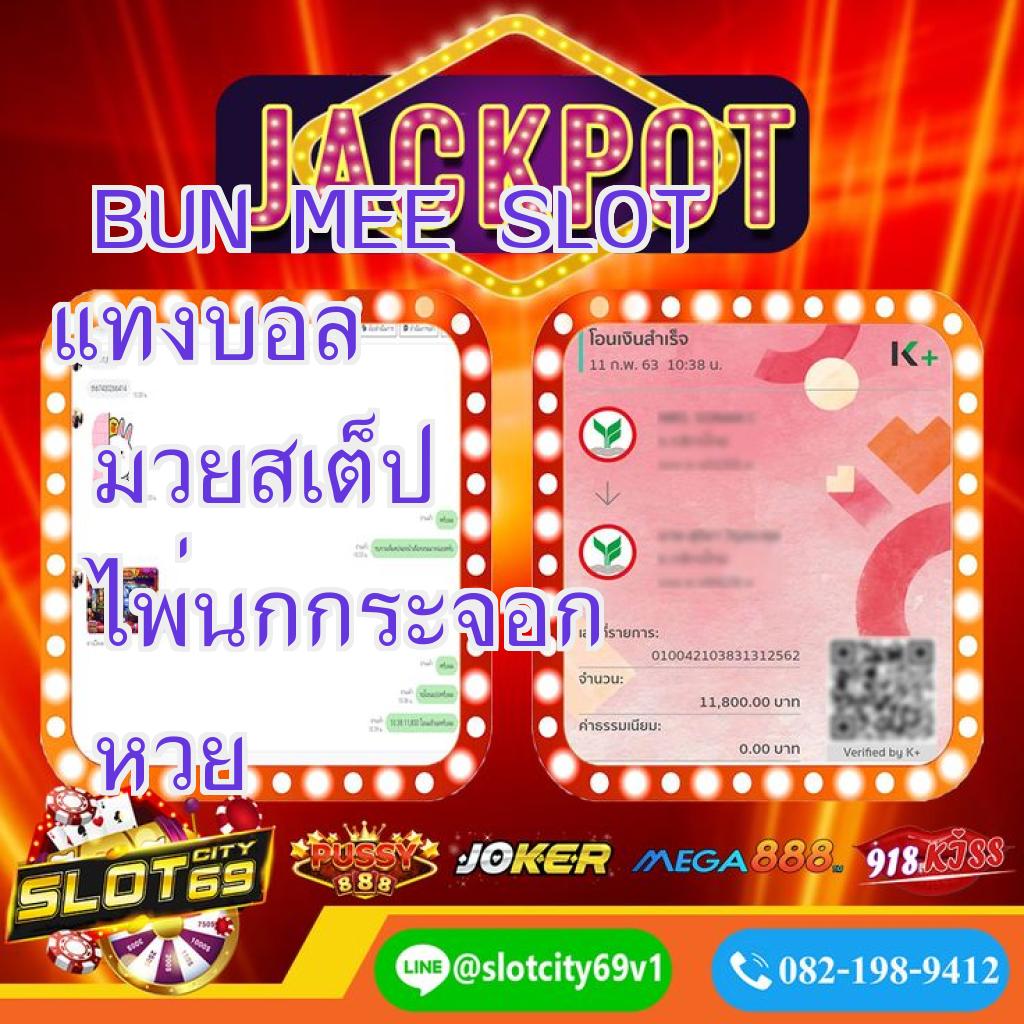 JACKPOT
BUN MEE SLOT
แทงบอล
มวยสเต็ป
ไพ่นกกระจอก
หวย
โอนเงินสำเร็จ
11 ก.พ. 63 10:38 น.
K+
เลขที่รายการ:
010042103831312562
จำนวน:
11,800.00 บาท
ค่าธรรมเนียม:
0.00 บาท
Verified by K+
SLOT CITY 69
PUSSY 888
JOKER
MEGA888
918KISS
LINE @slotcity69v1
082-198-9412